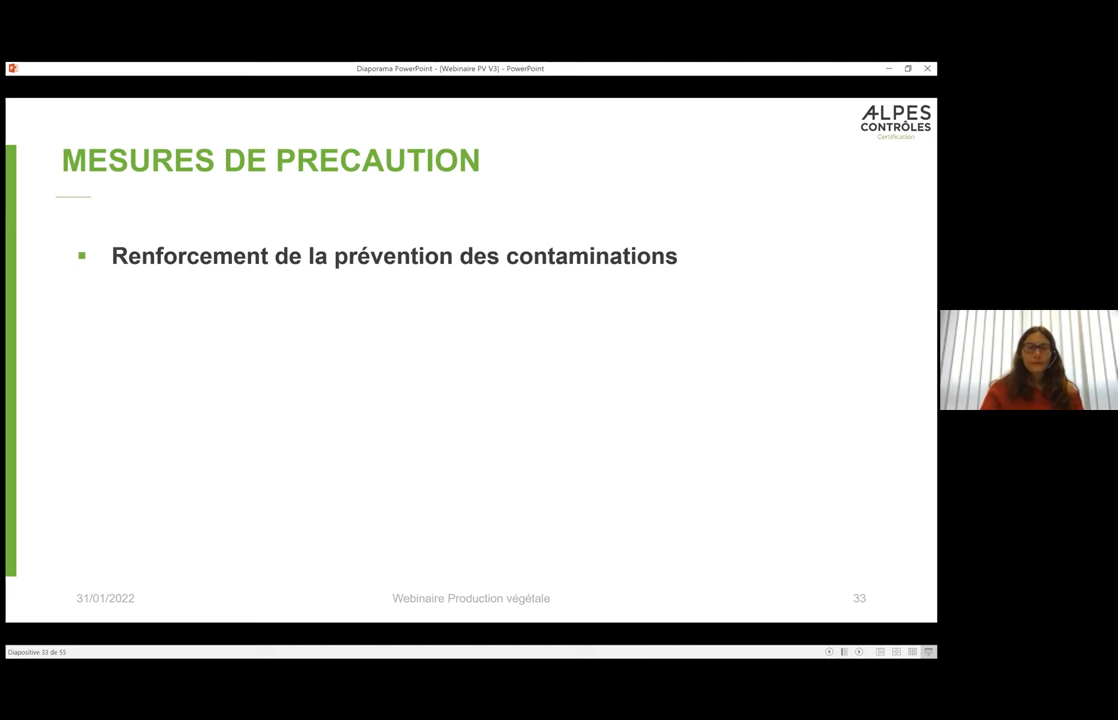 Diaporama PowerPoint - [Webinaire PV V3] - PowerPoint
ALPES
CONTRÔLES
Certification
MESURES DE PRECAUTION
Renforcement de la prévention des contaminations
31/01/2022
Webinaire Production végétale
33
Diapositive 33 de 55